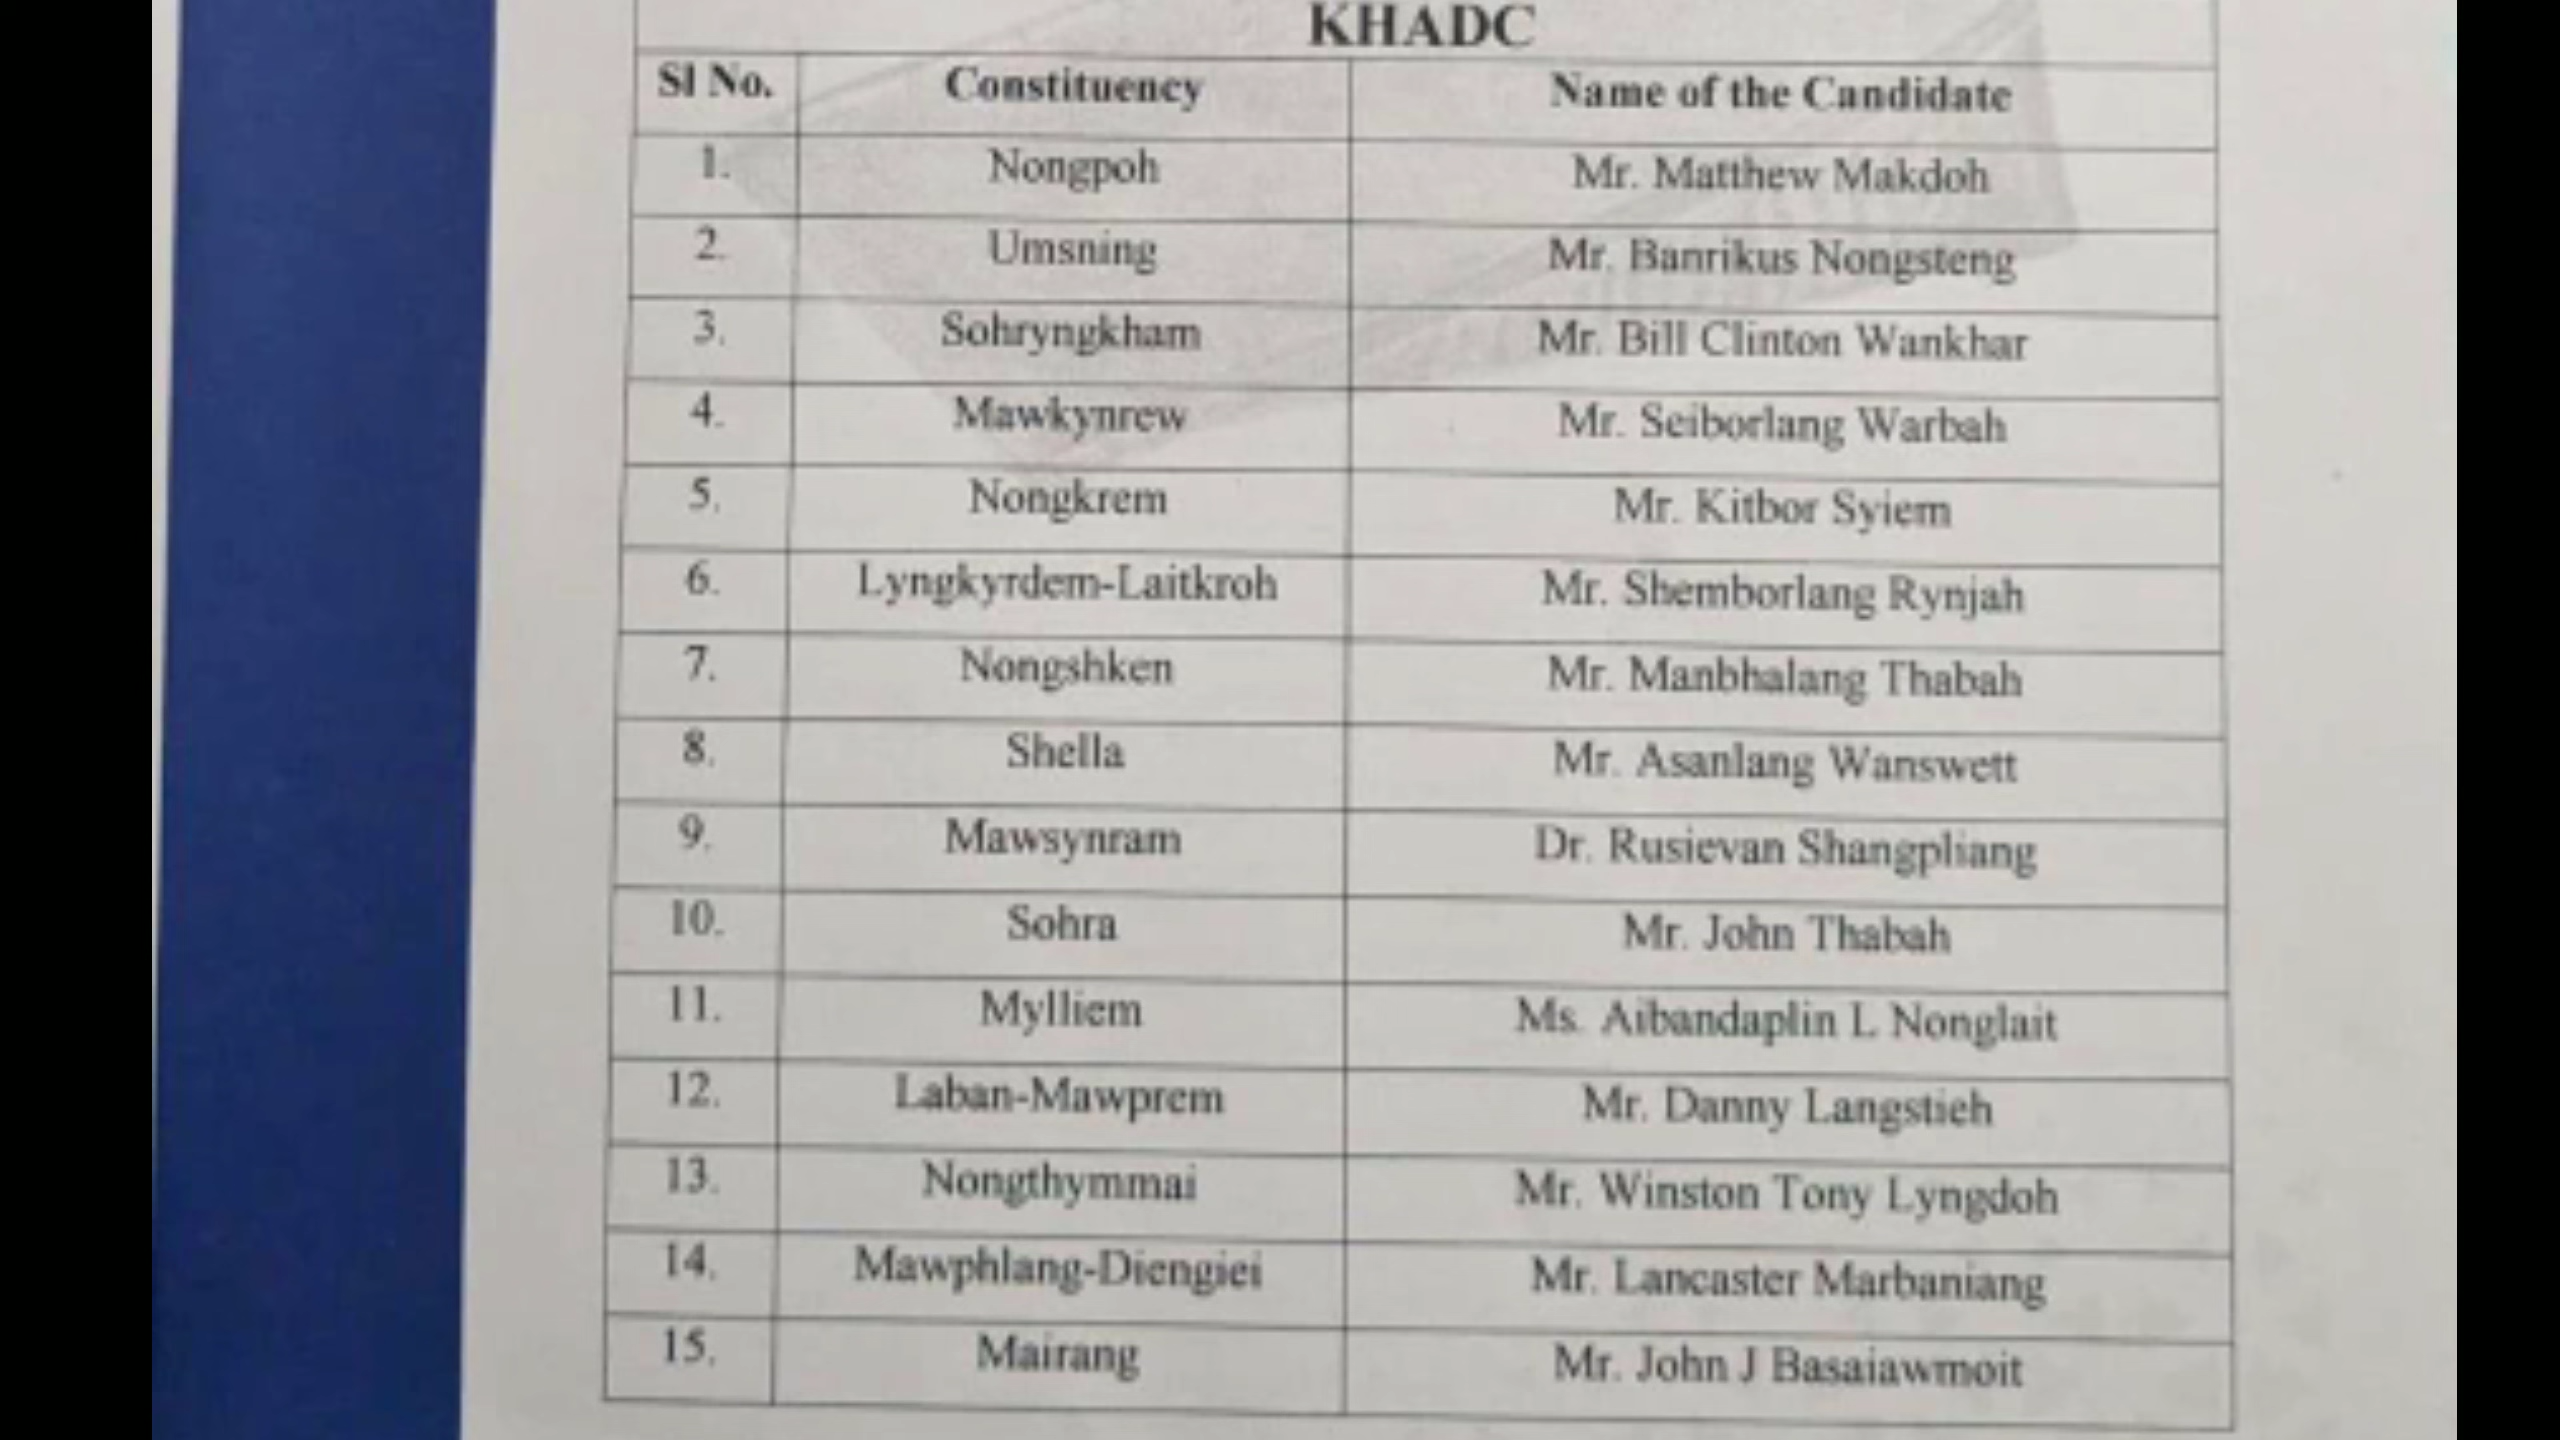 KHADC
Sl No. Constituency Name of the Candidate
1. Nongpoh Mr. Matthew Makdoh
2. Umsning Mr. Banrikus Nongsteng
3. Sohryngkham Mr. Bill Clinton Wankhar
4. Mawkynrew Mr. Seiborlang Warbah
5. Nongkrem Mr. Kitbor Syiem
6. Lyngkyrdem-Laitkroh Mr. Shemborlang Rynjah
7. Nongshken Mr. Manbhalang Thabah
8. Shella Mr. Asanlang Wanswett
9. Mawsynram Dr. Rusievan Shangpliang
10. Sohra Mr. John Thabah
11. Mylliem Ms. Aibandaplin L Nonglait
12. Laban-Mawprem Mr. Danny Langstieh
13. Nongthymmai Mr. Winston Tony Lyngdoh
14. Mawphlang-Diengiei Mr. Lancaster Marbaniang
15. Mairang Mr. John J Basaiawmoit